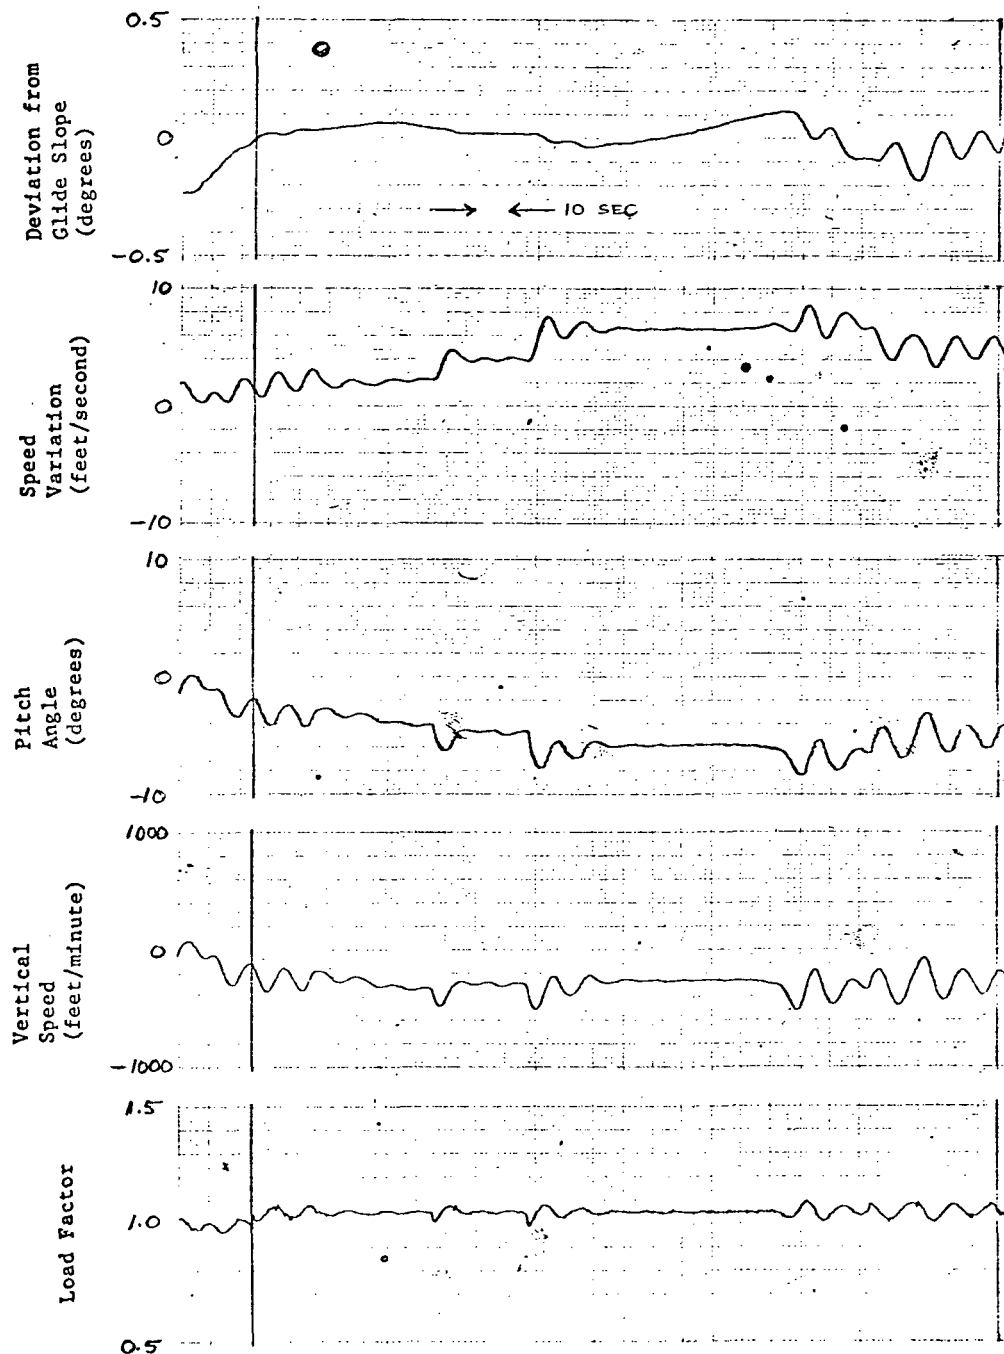 0.5
0
-0.5
Deviation from
Glide Slope
(degrees)
→ ← 10 SEC
10
0
-10
Speed
Variation
(feet/second)
10
0
-10
Pitch
Angle
(degrees)
1000
0
-1000
Vertical
Speed
(feet/minute)
1.5
1.0
0.5
Load Factor